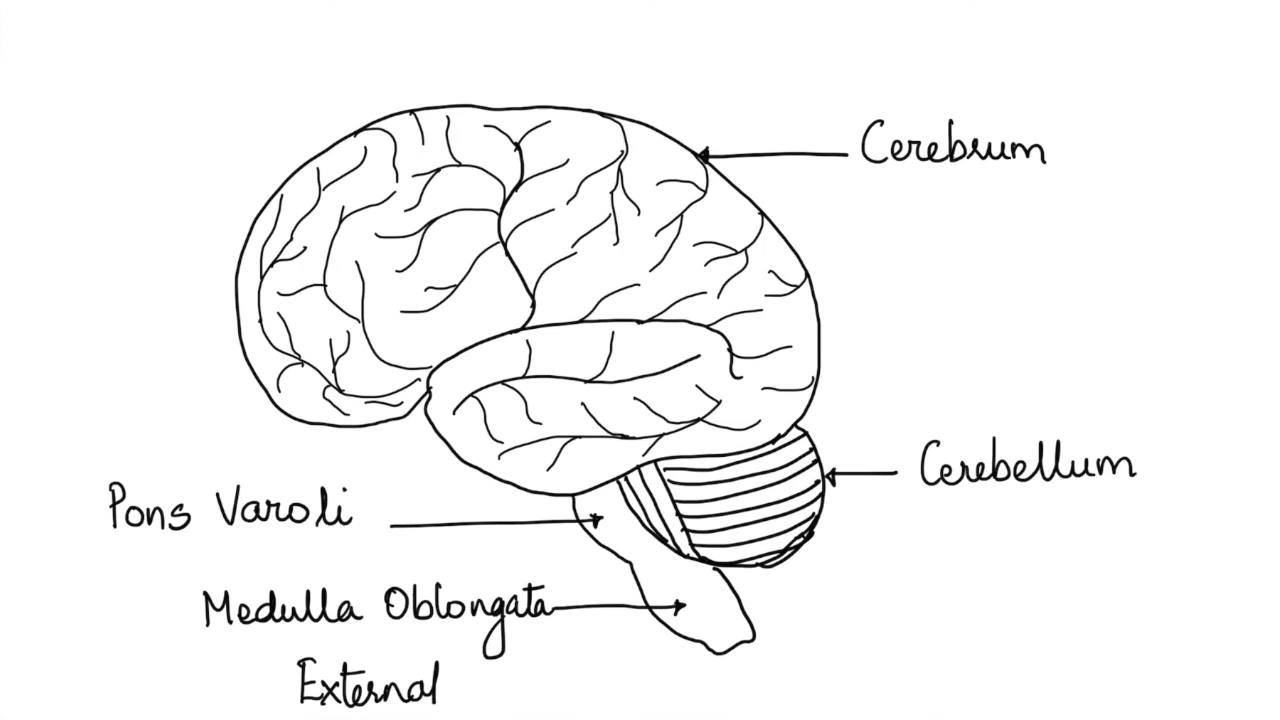 Cerebrum
Cerebellum
Pons Varoli
Medulla Oblongata
External